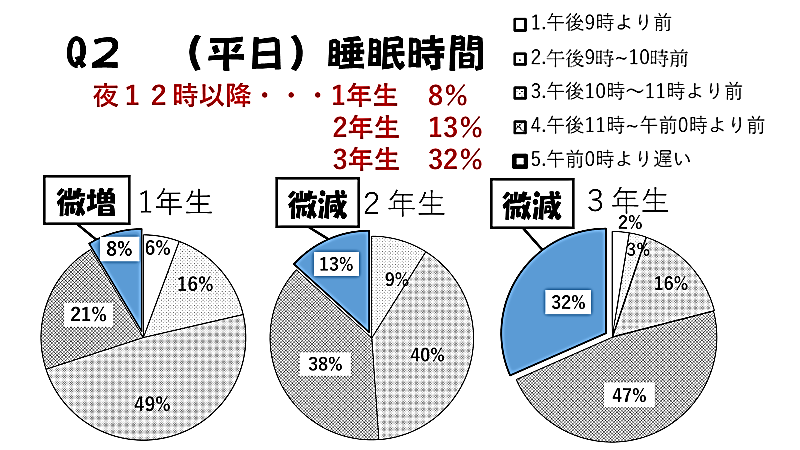 Q２ （平日）睡眠時間
夜１２時以降・・・1年生 8%
2年生 13%
3年生 32%
1.午後9時より前
2.午後9時~10時前
3.午後10時～11時より前
4.午後11時~午前0時より前
5.午前0時より遅い
微増 1年生
8%
6%
16%
21%
49%
微減 2年生
13%
9%
38%
40%
微減 3年生
2%
3%
16%
32%
47%